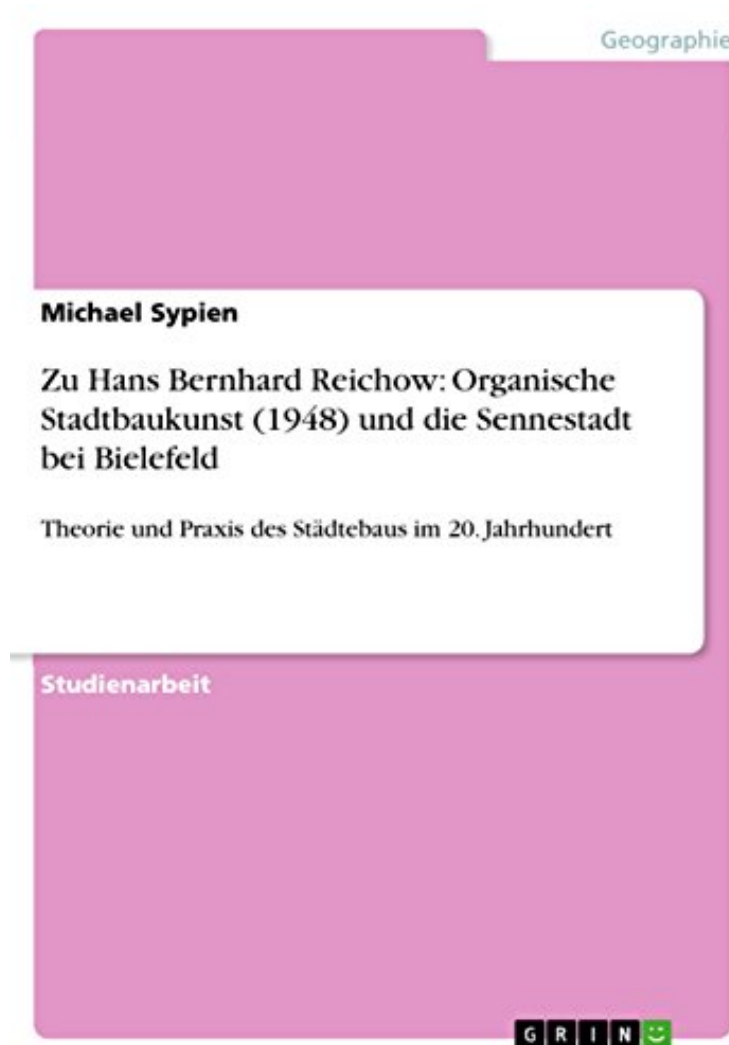 Geographie
Michael Sypien
Zu Hans Bernhard Reichow: Organische
Stadtbaukunst (1948) und die Sennestadt
bei Bielefeld
Theorie und Praxis des Städtebaus im 20. Jahrhundert
Studienarbeit
GRIN